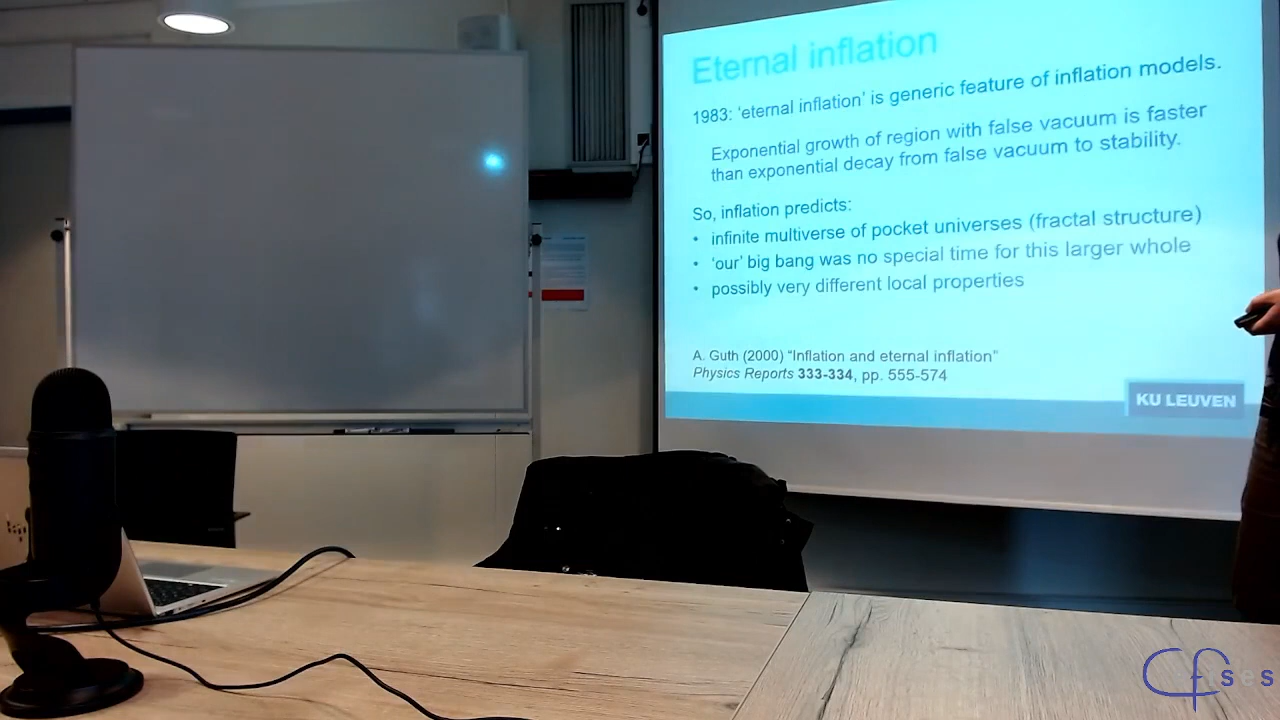 Eternal inflation
1983: ‘eternal inflation’ is generic feature of inflation models.
Exponential growth of region with false vacuum is faster
than exponential decay from false vacuum to stability.
So, inflation predicts:
• infinite multiverse of pocket universes (fractal structure)
• ‘our’ big bang was no special time for this larger whole
• possibly very different local properties
A. Guth (2000) “Inflation and eternal inflation”
Physics Reports 333-334, pp. 555-574
KU LEUVEN
Cfses